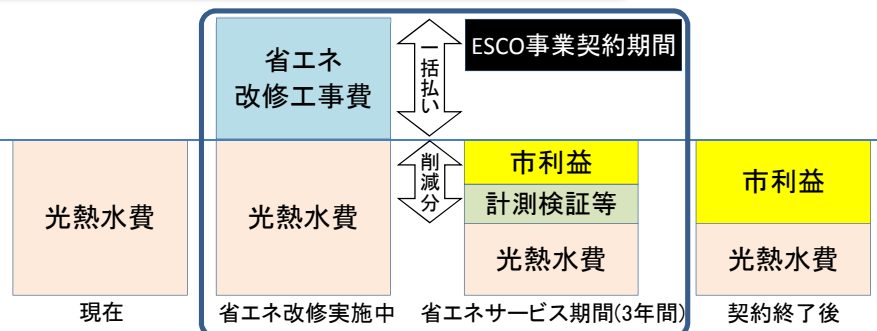 省エネ
改修工事費
一括払い
ESCO事業契約期間
光熱水費
光熱水費
削減分
市利益
計測検証等
光熱水費
市利益
光熱水費
現在
省エネ改修実施中
省エネサービス期間(3年間)
契約終了後